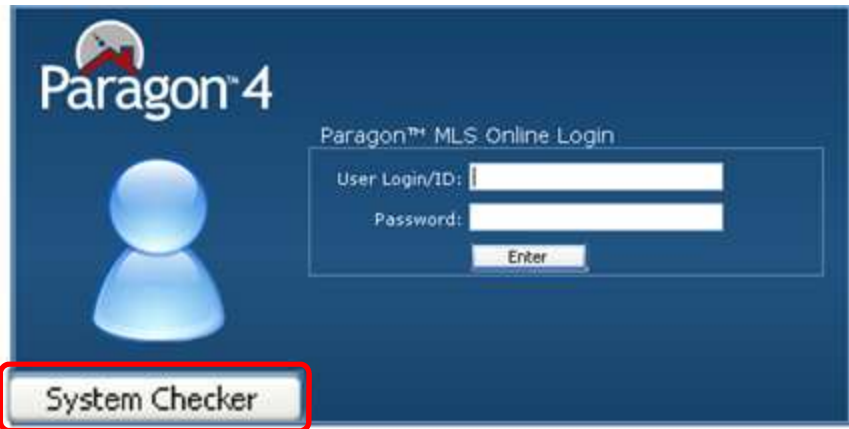 Paragon™4
Paragon™ MLS Online Login
User Login/ID:
Password:
Enter
System Checker